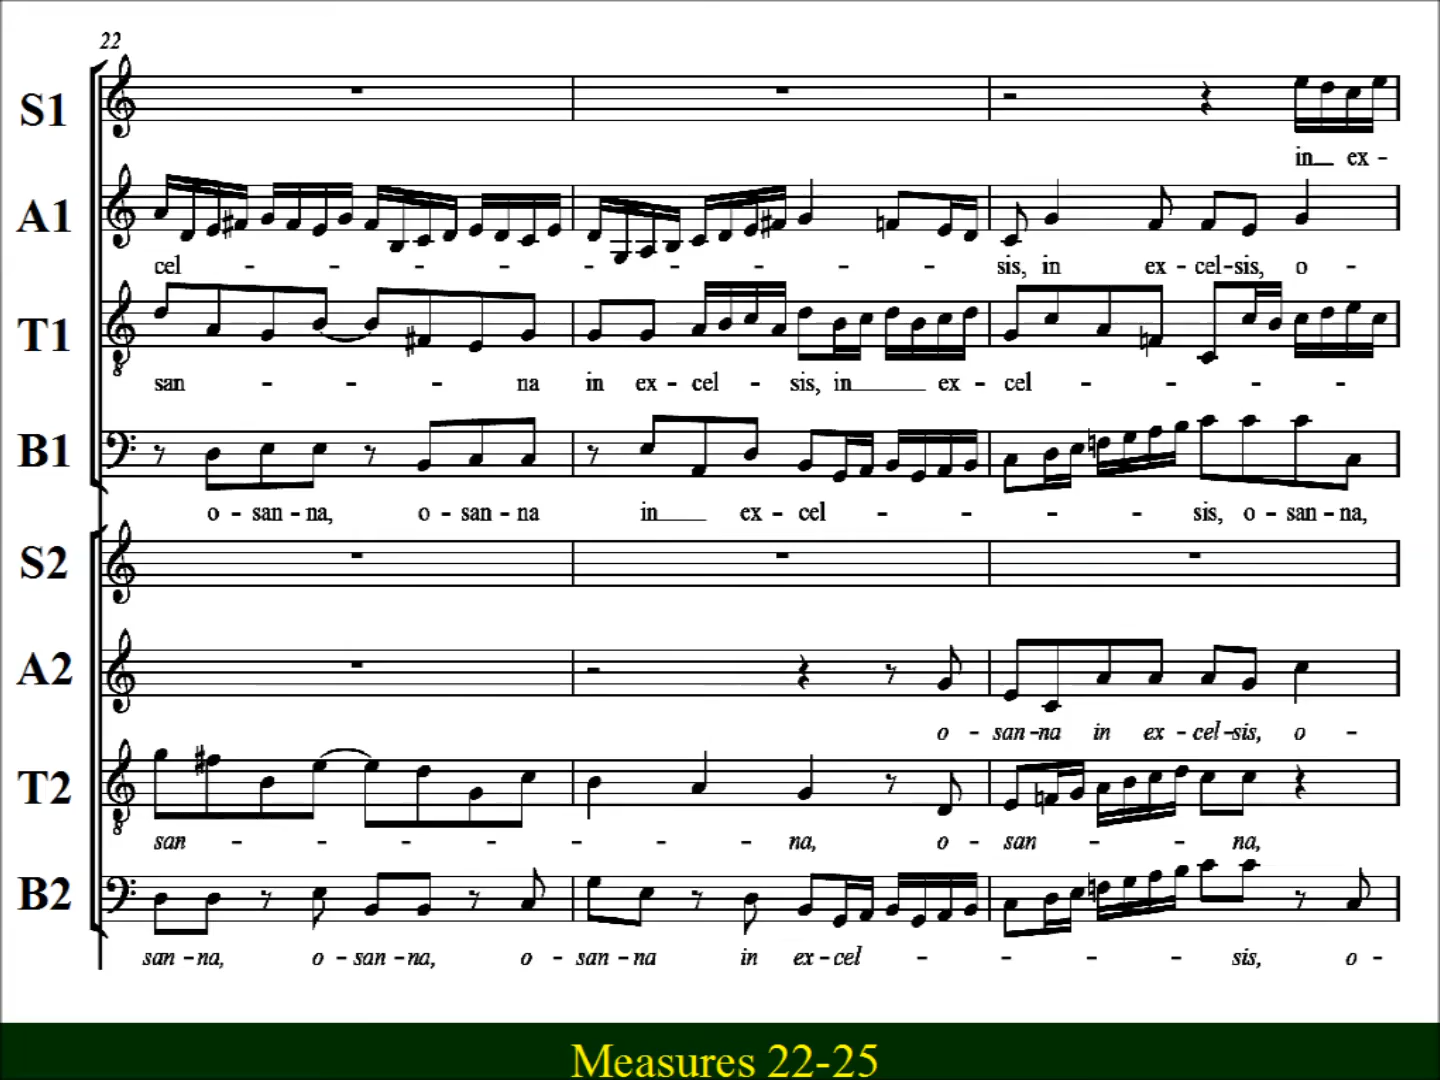 22
S1
in ex -
A1
cel - - - - - - - - - - sis, in ex - cel - sis, o -
T1
san - - - na in ex - cel - sis, in ex - cel - - - -
B1
o - san - na, o - san - na in ex - cel - - - - sis, o - san - na,
S2
A2
o - san - na in ex - cel - sis, o -
T2
san - - - - - - - na, o - san - - na,
B2
san - na, o - san - na, o - san - na in ex - cel - - - - sis, o -
Measures 22-25